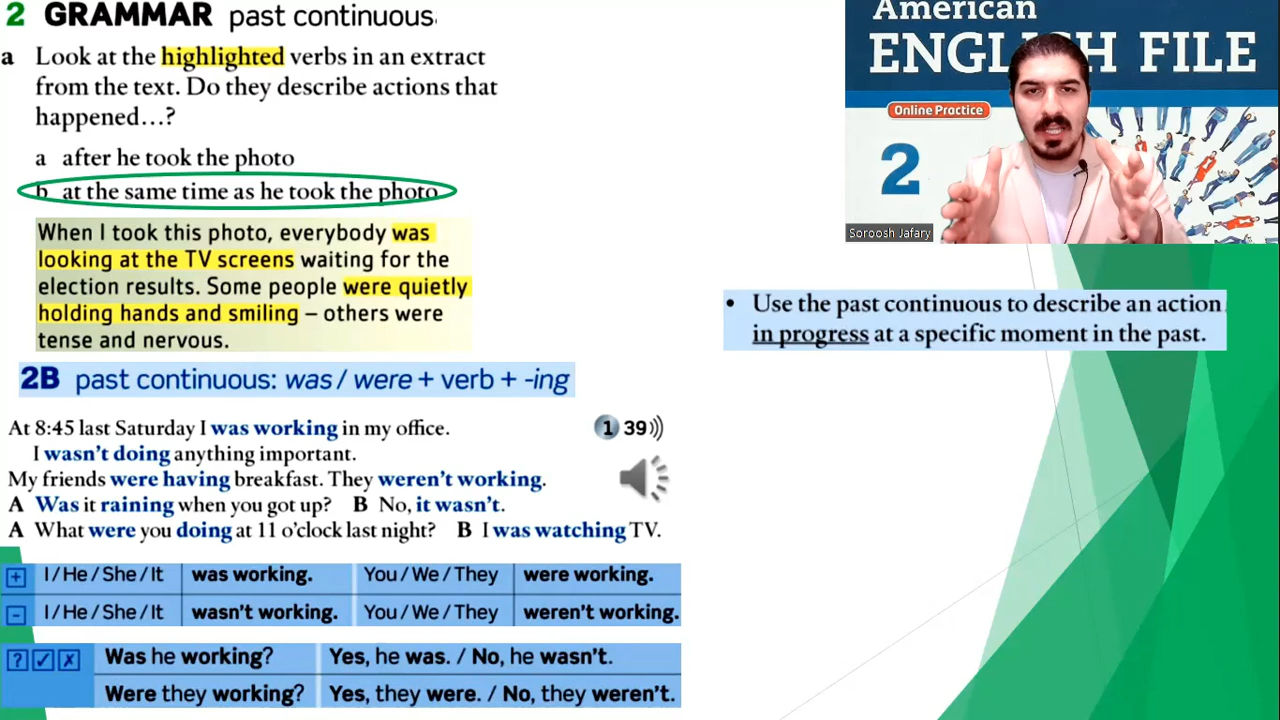 2 GRAMMAR past continuous
a Look at the highlighted verbs in an extract
from the text. Do they describe actions that
happened…?
a after he took the photo
b at the same time as he took the photo
When I took this photo, everybody was
looking at the TV screens waiting for the
election results. Some people were quietly
holding hands and smiling – others were
tense and nervous.
2B past continuous: was / were + verb + -ing
At 8:45 last Saturday I was working in my office.
1 39
I wasn't doing anything important.
My friends were having breakfast. They weren't working.
A Was it raining when you got up? B No, it wasn't.
A What were you doing at 11 o'clock last night? B I was watching TV.
+ I / He / She / It was working. You / We / They were working.
- I / He / She / It wasn't working. You / We / They weren't working.
? ✓ ✗ Was he working? Yes, he was. / No, he wasn't.
Were they working? Yes, they were. / No, they weren't.
American
ENGLISH FILE
Online Practice
2
Soroosh Jafary
• Use the past continuous to describe an action
in progress at a specific moment in the past.